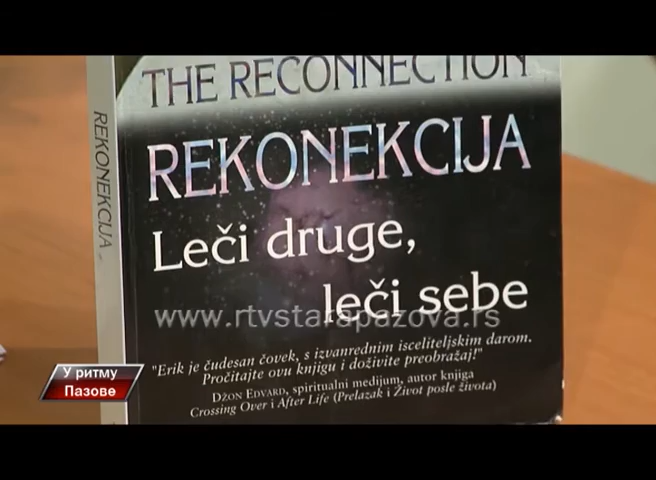 THE RECONNECTION
REKONEKCIJA
REKONEKCIJA
Leči druge,
leči sebe
www.rtvstarapazova.rs
"Erik je čudesan čovek, s izvanrednim isceliteljskim darom.
Pročitajte ovu knjigu i doživite preobražaj!"
DŽON EDVARD, spiritualni medijum, autor knjiga
Crossing Over i After Life (Prelazak i Život posle života)
У ритму
Пазове